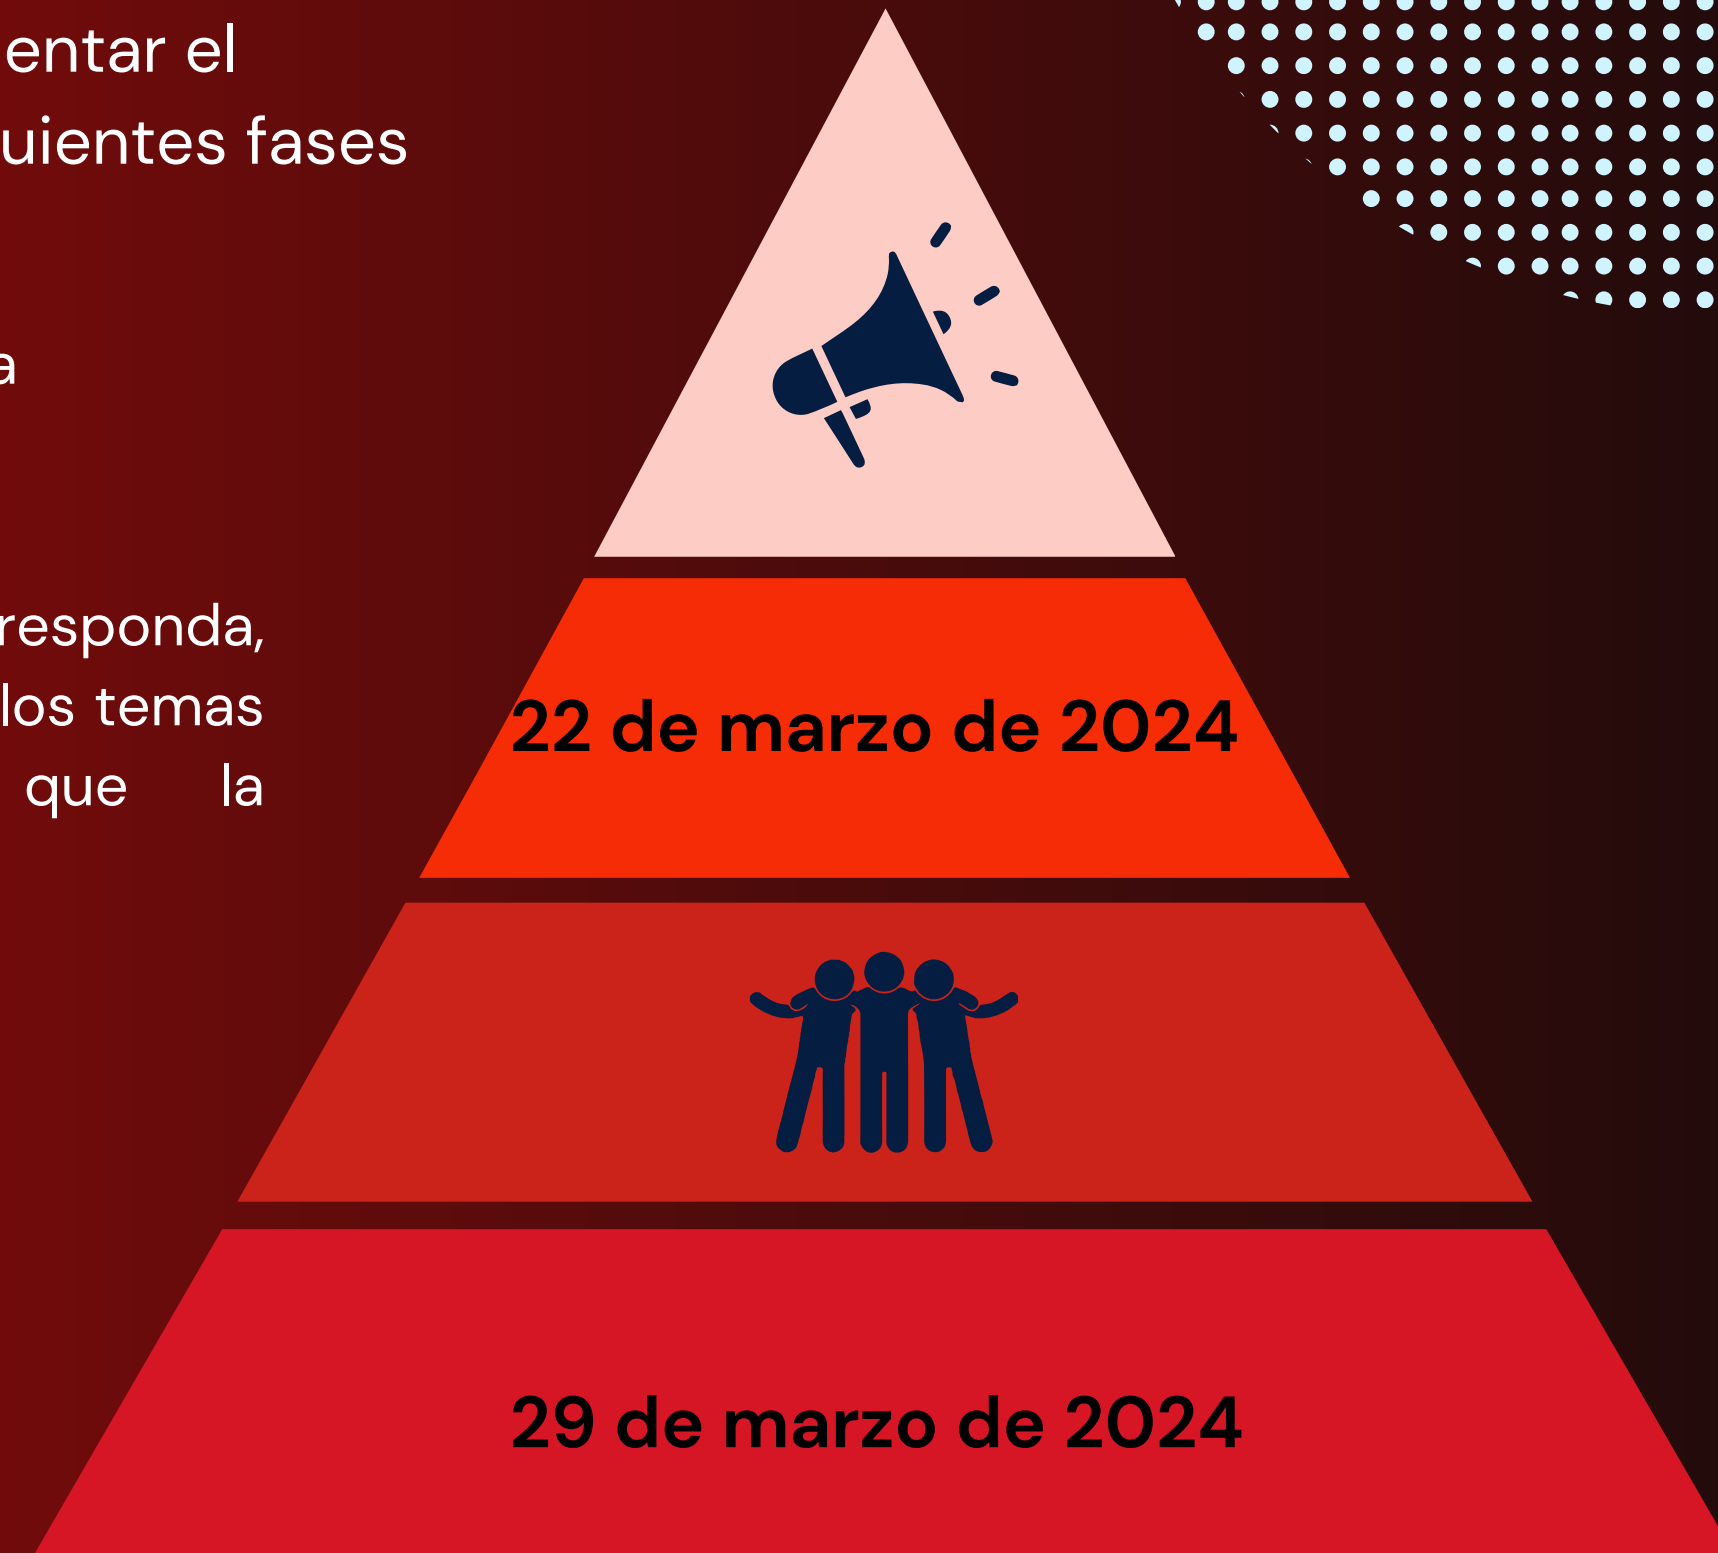 entar el
uientes fases
a
responda,
los temas
que la
22 de marzo de 2024
29 de marzo de 2024